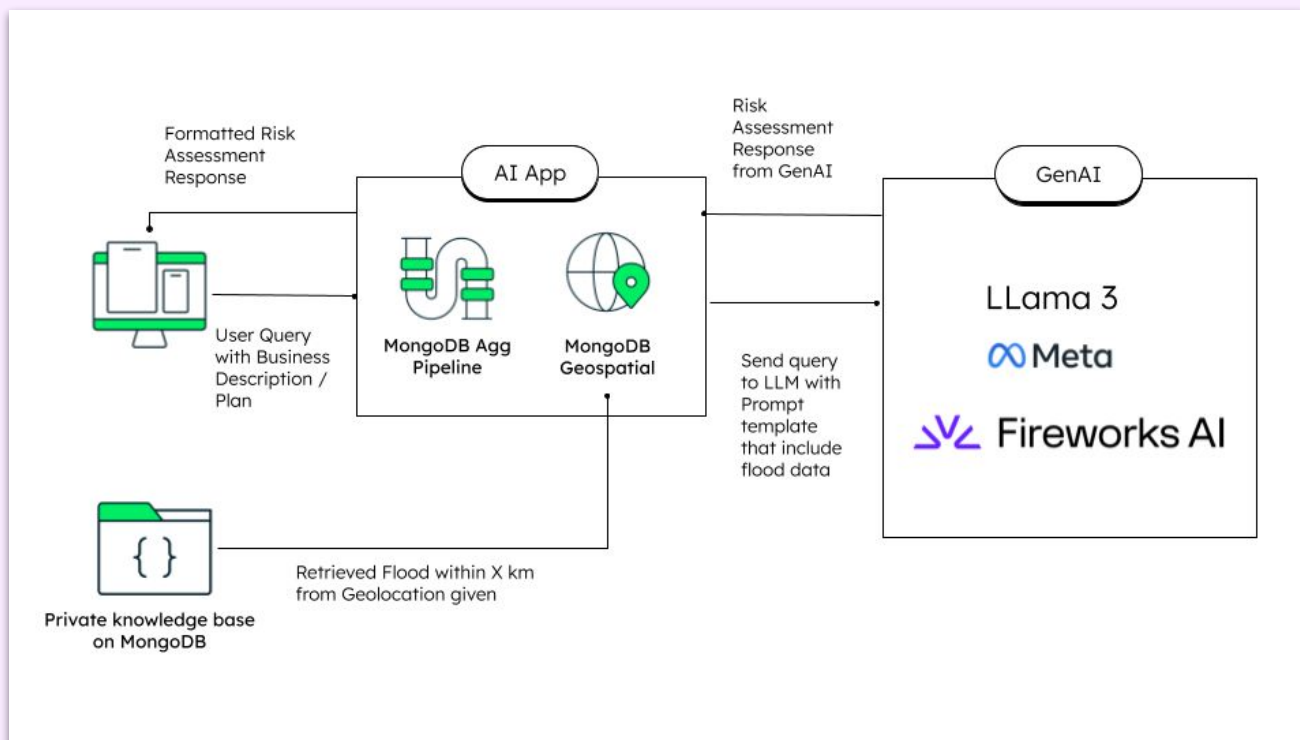 Formatted Risk
Assessment
Response
AI App
Risk
Assessment
Response
from GenAI
GenAI
MongoDB Agg
Pipeline
MongoDB
Geospatial
User Query
with Business
Description /
Plan
Send query
to LLM with
Prompt
template
that include
flood data
LLama 3
Meta
Fireworks AI
{ }
Retrieved Flood within X km
from Geolocation given
Private knowledge base
on MongoDB